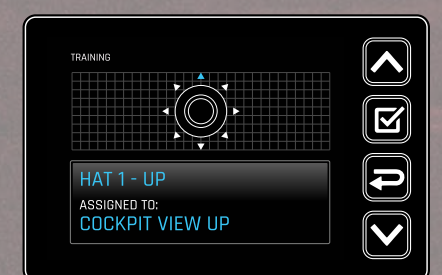 TRAINING
HAT 1 - UP
ASSIGNED TO:
COCKPIT VIEW UP